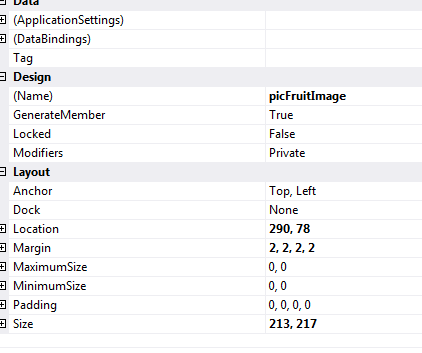 Data
(ApplicationSettings)
(DataBindings)
Tag
Design
(Name) picFruitImage
GenerateMember True
Locked False
Modifiers Private
Layout
Anchor Top, Left
Dock None
Location 290, 78
Margin 2, 2, 2, 2
MaximumSize 0, 0
MinimumSize 0, 0
Padding 0, 0, 0, 0
Size 213, 217